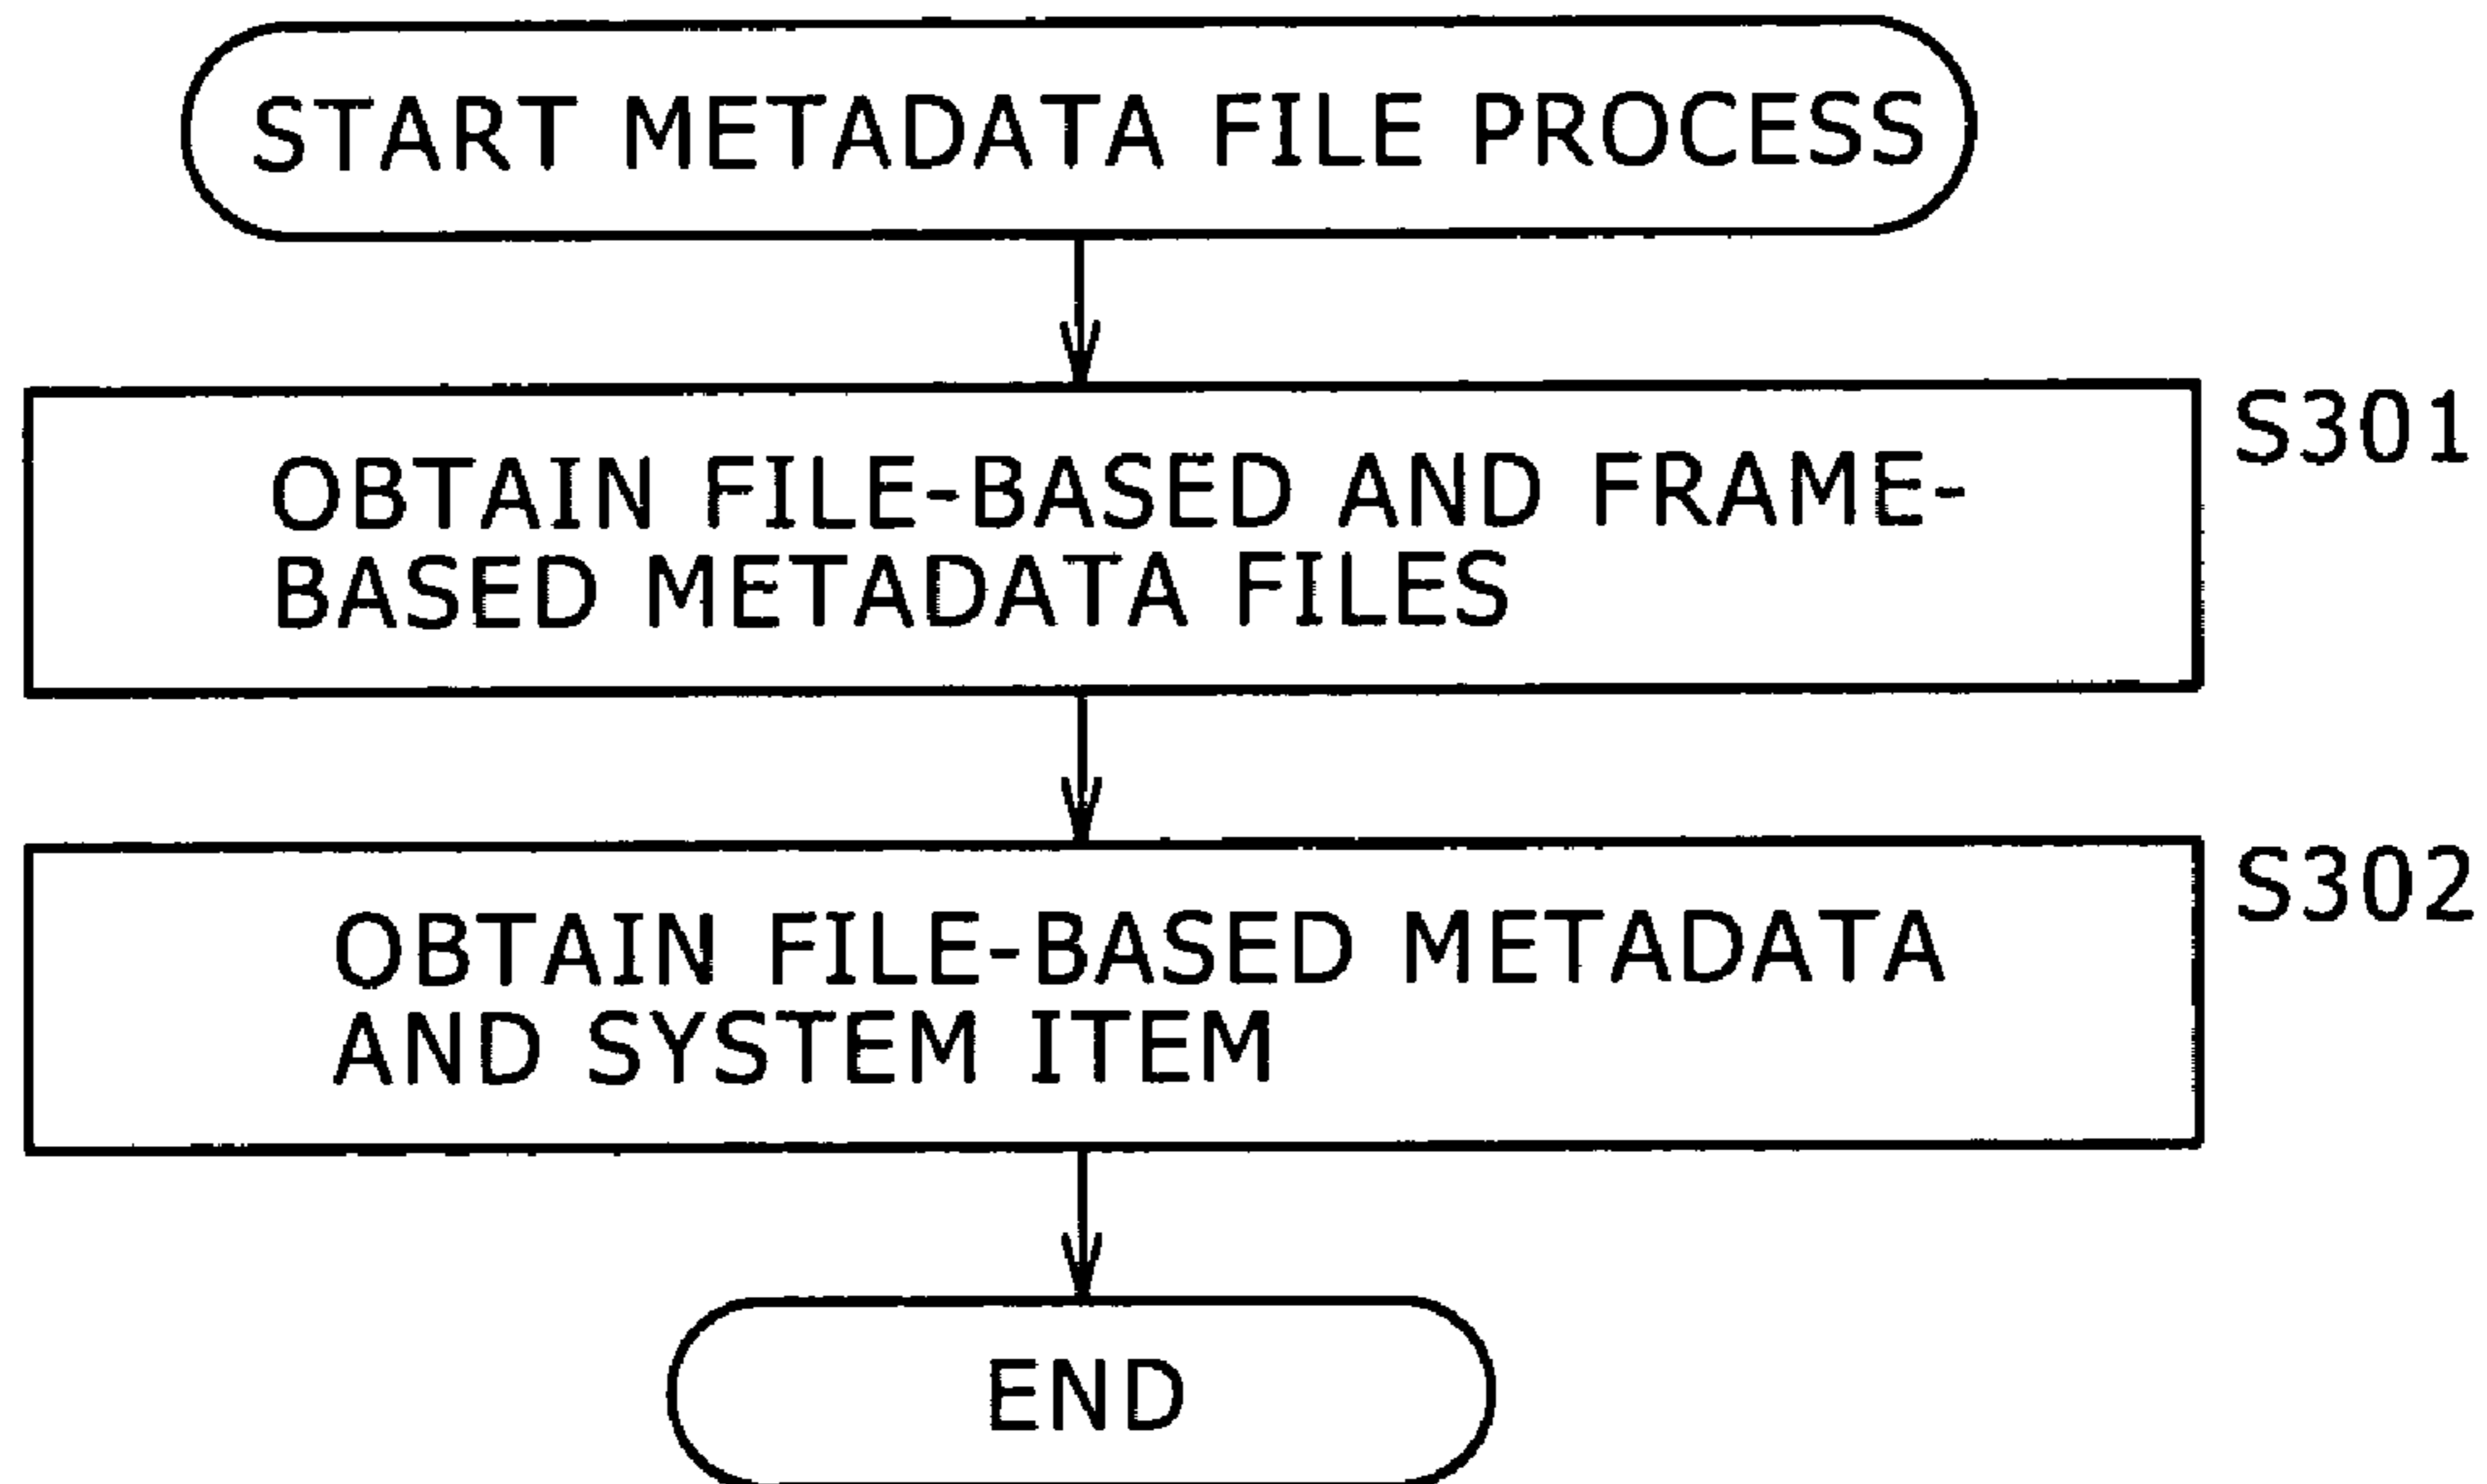 START METADATA FILE PROCESS
S301
OBTAIN FILE-BASED AND FRAME-
BASED METADATA FILES
S302
OBTAIN FILE-BASED METADATA
AND SYSTEM ITEM
END